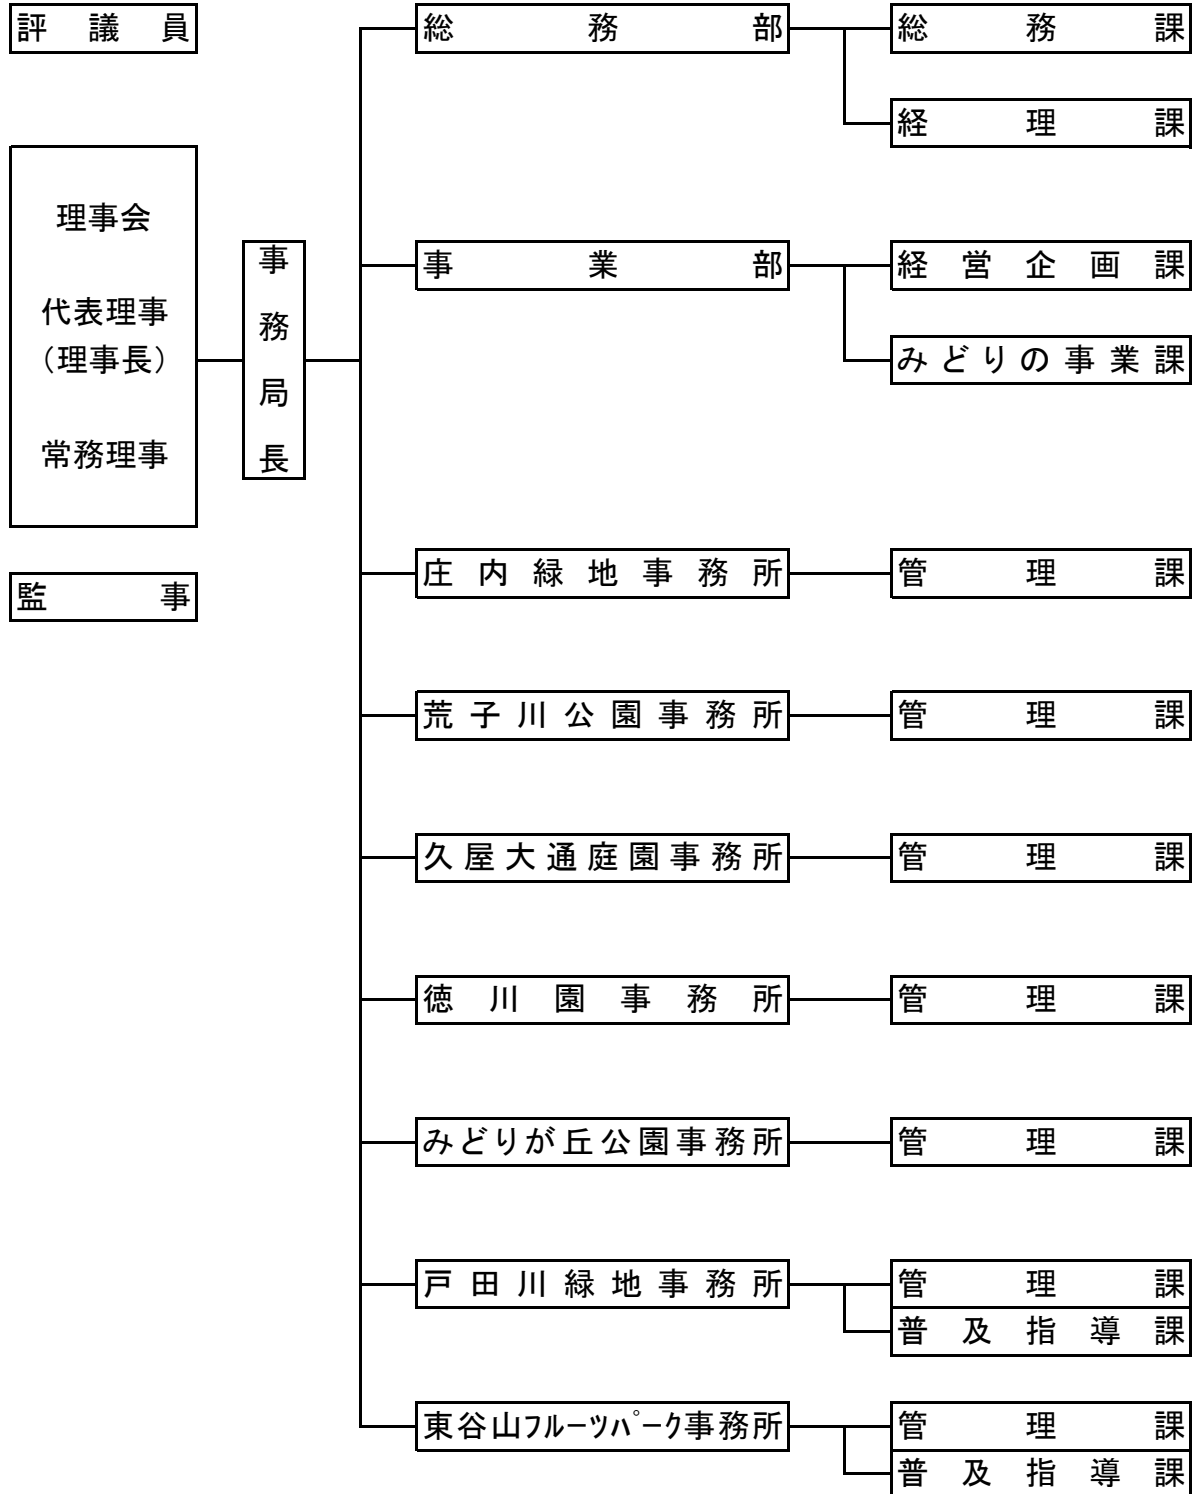 評議員
理事会
代表理事
（理事長）
常務理事
監事
事務局長
総務部
総務課
経理課
事業部
経営企画課
みどりの事業課
庄内緑地事務所
管理課
荒子川公園事務所
管理課
久屋大通庭園事務所
管理課
徳川園事務所
管理課
みどりが丘公園事務所
管理課
戸田川緑地事務所
管理課
普及指導課
東谷山ﾌﾙｰﾂﾊﾟｰｸ事務所
管理課
普及指導課